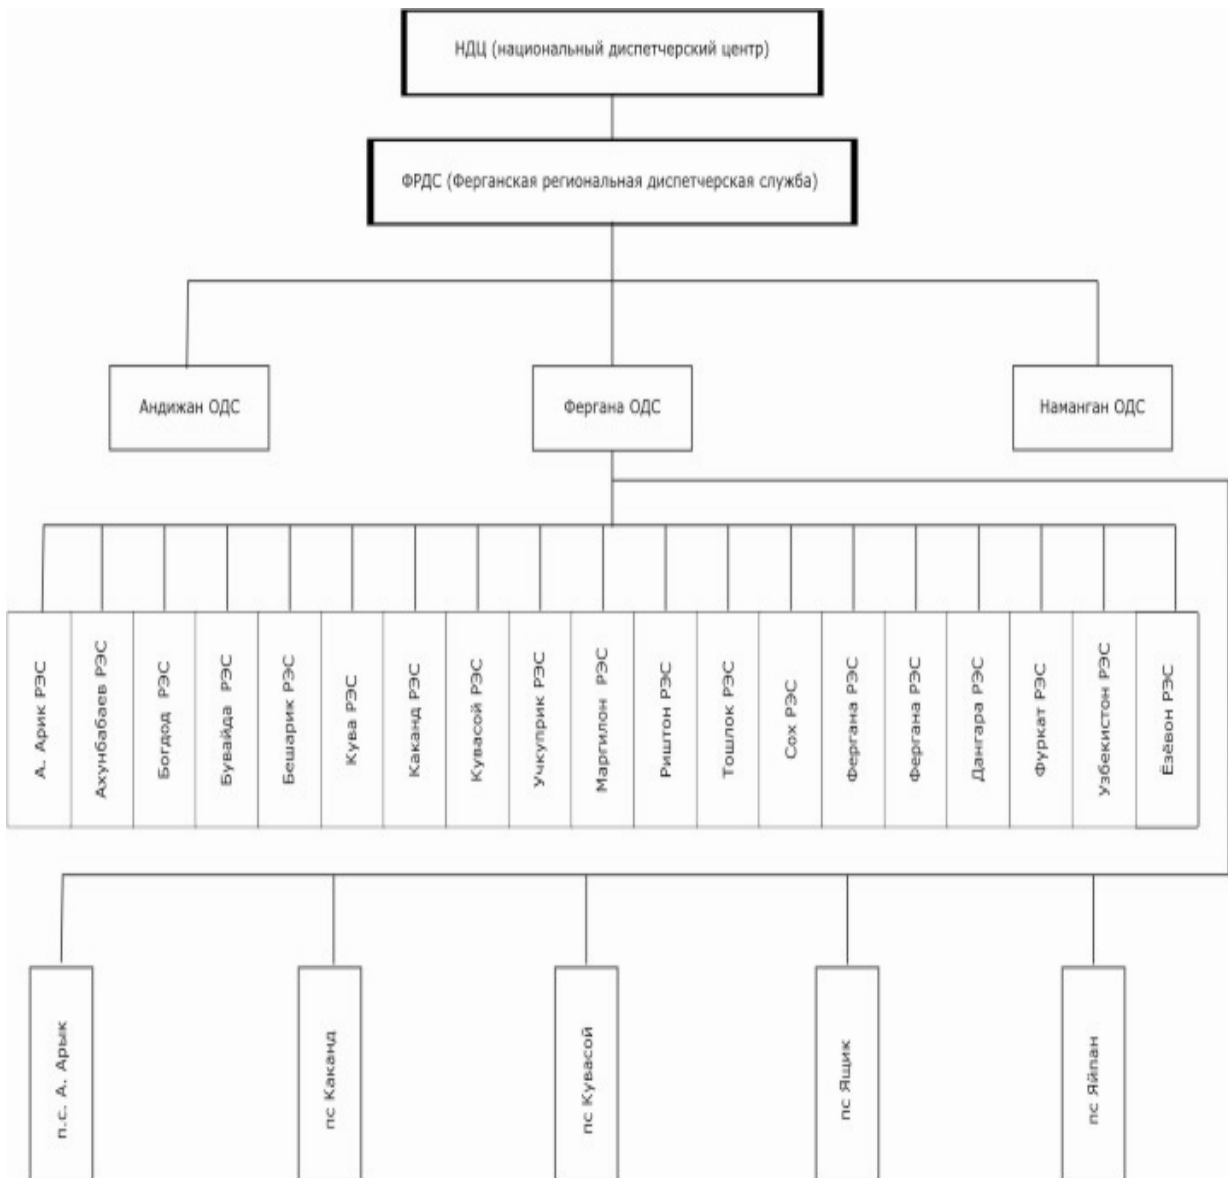 НДЦ (национальный диспетчерский центр)
ФРДС (Ферганская региональная диспетчерская служба)
Андижан ОДС
Фергана ОДС
Наманган ОДС
А. Арик РЭС
Ахунбабаев РЭС
Богдод РЭС
Бувайда РЭС
Бешарик РЭС
Кува РЭС
Каканд РЭС
Кувасой РЭС
Учкуприк РЭС
Маргилон РЭС
Риштон РЭС
Тошлок РЭС
Сох РЭС
Фергана РЭС
Фергана РЭС
Дангара РЭС
Фуркат РЭС
Узбекистон РЭС
Ёзёвон РЭС
п.с. А. Арык
пс Каканд
пс Кувасой
пс Ящик
пс Яйпан